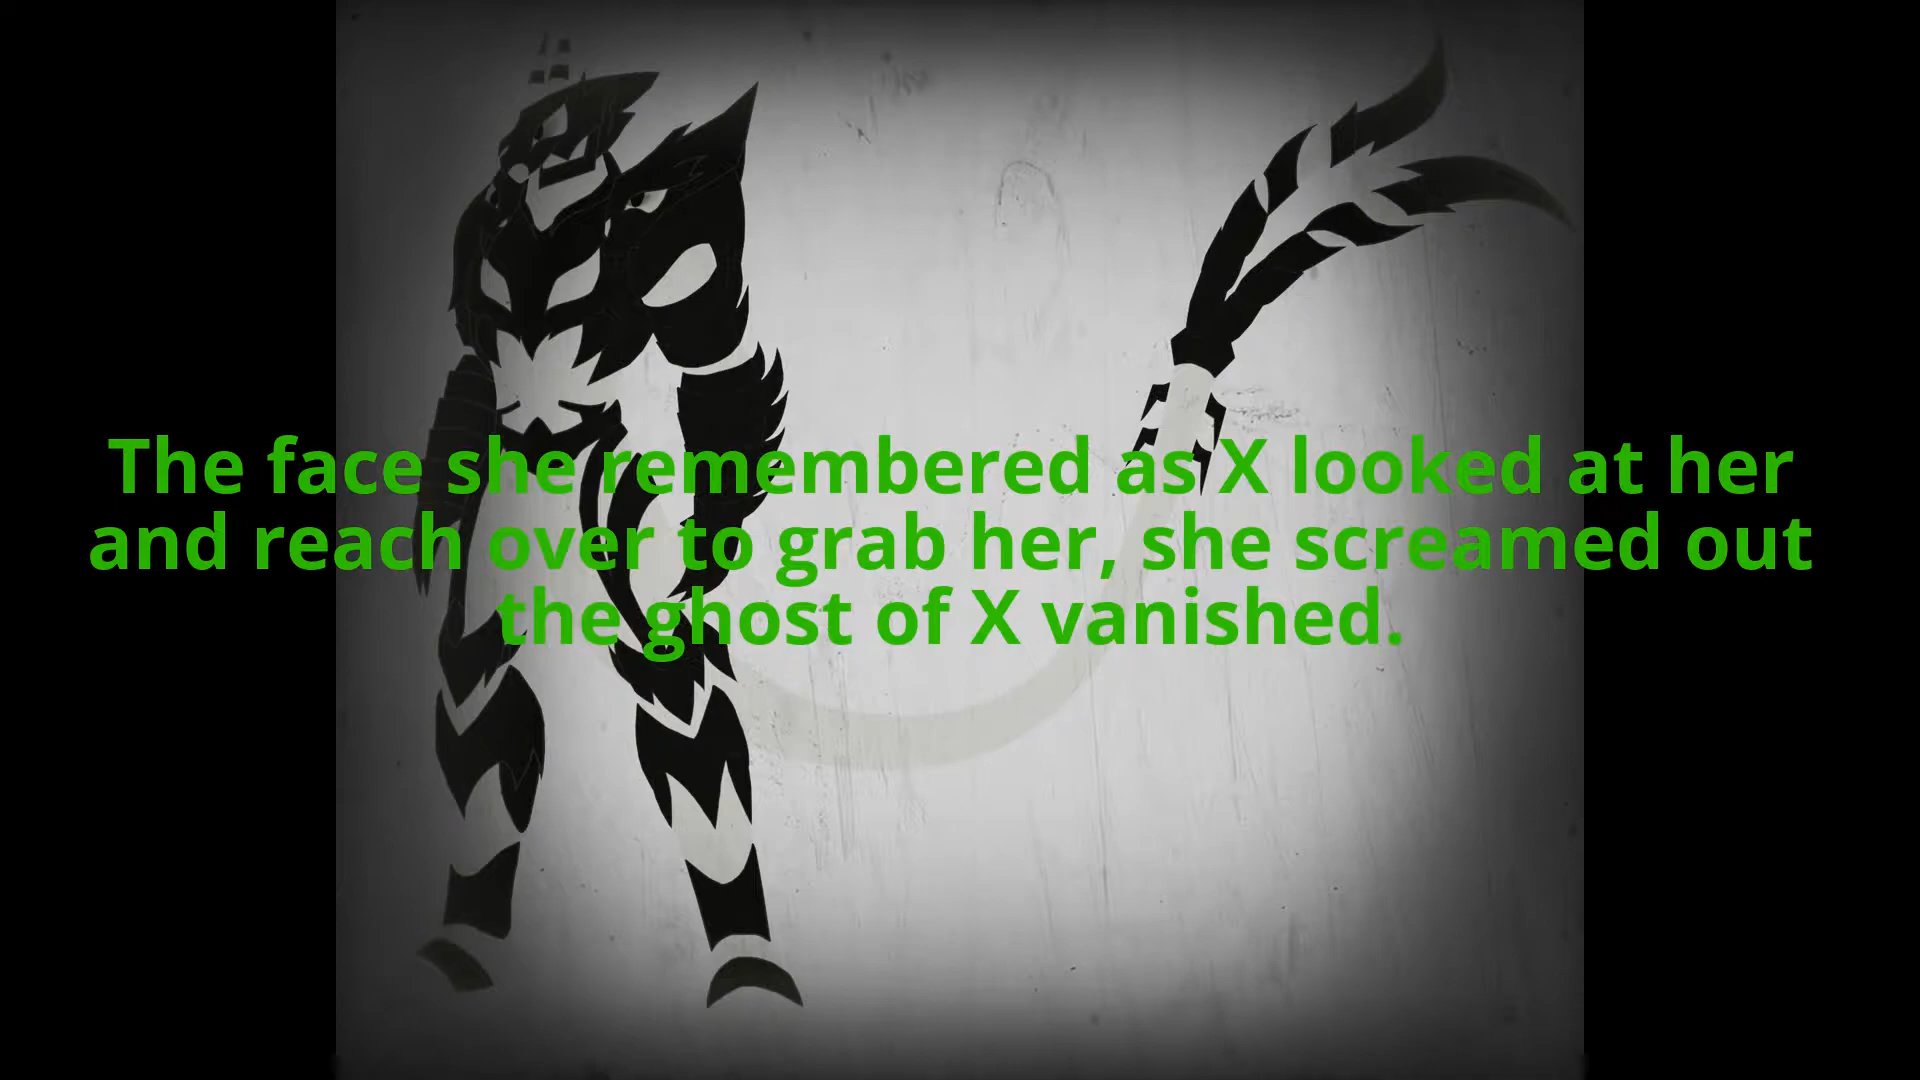 The face she remembered as X looked at her
and reach over to grab her, she screamed out
the ghost of X vanished.